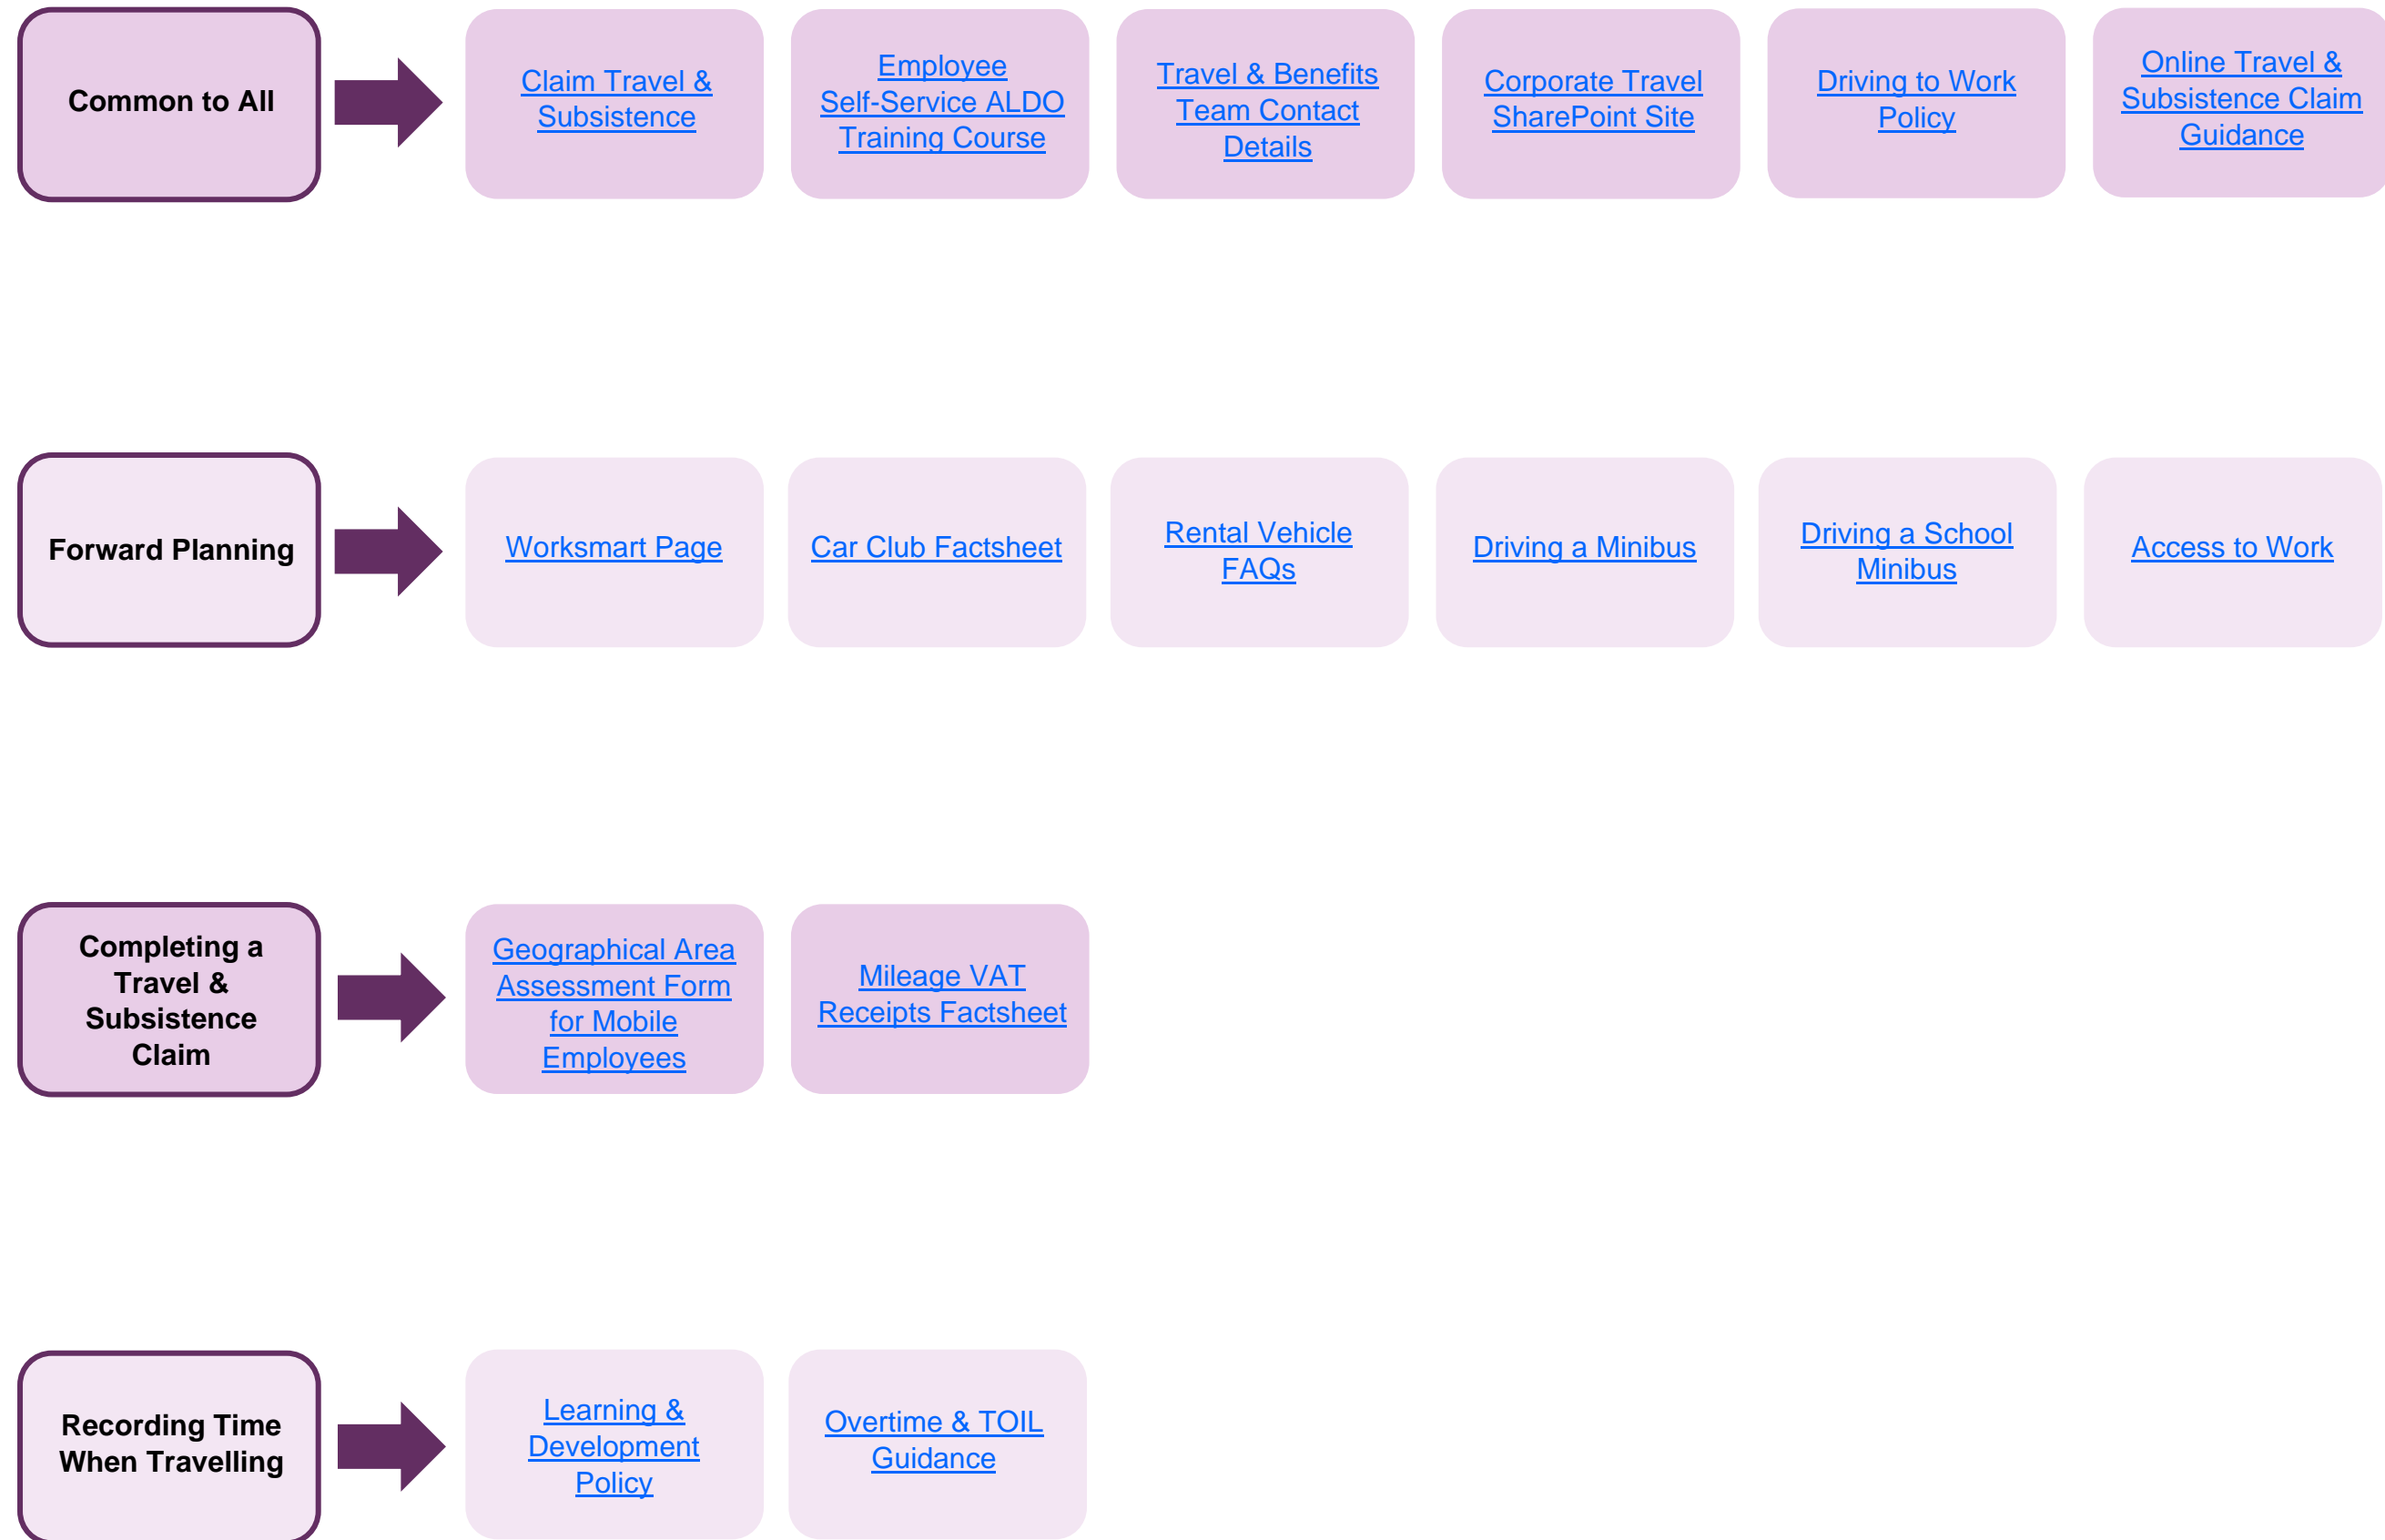 Common to All
Claim Travel &
Subsistence
Employee
Self-Service ALDO
Training Course
Travel & Benefits
Team Contact
Details
Corporate Travel
SharePoint Site
Driving to Work
Policy
Online Travel &
Subsistence Claim
Guidance
Forward Planning
Worksmart Page
Car Club Factsheet
Rental Vehicle
FAQs
Driving a Minibus
Driving a School
Minibus
Access to Work
Completing a
Travel &
Subsistence
Claim
Geographical Area
Assessment Form
for Mobile
Employees
Mileage VAT
Receipts Factsheet
Recording Time
When Travelling
Learning &
Development
Policy
Overtime & TOIL
Guidance